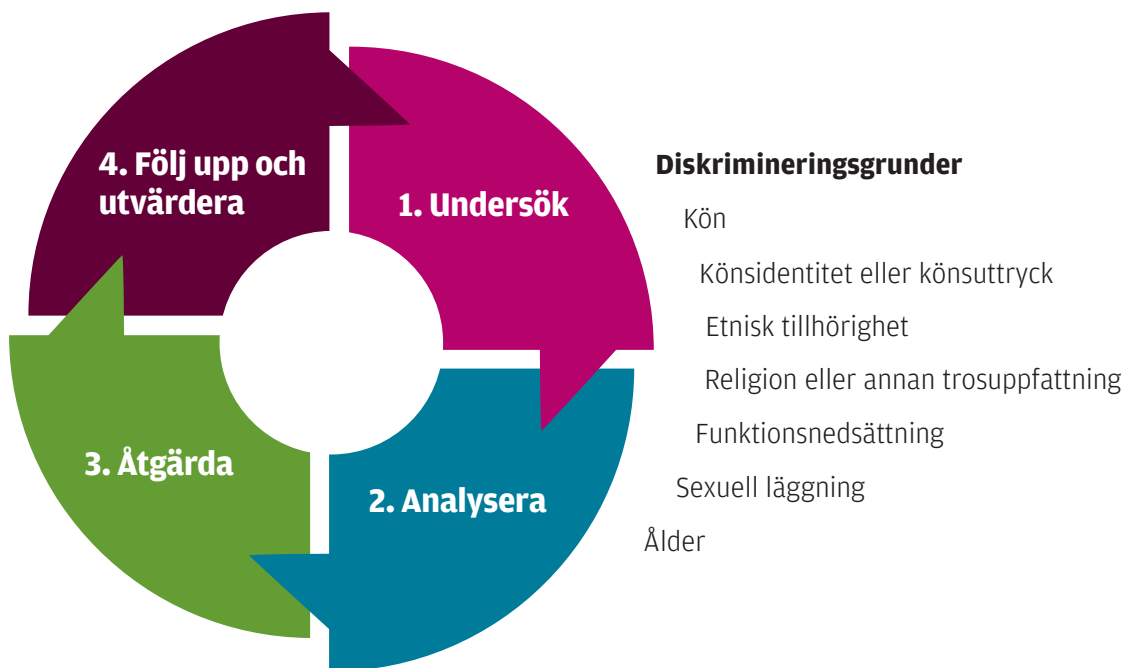 4. Följ upp och
utvärdera
1. Undersök
2. Analysera
3. Åtgärda
Diskrimineringsgrunder
Kön
Könsidentitet eller könsuttryck
Etnisk tillhörighet
Religion eller annan trosuppfattning
Funktionsnedsättning
Sexuell läggning
Ålder